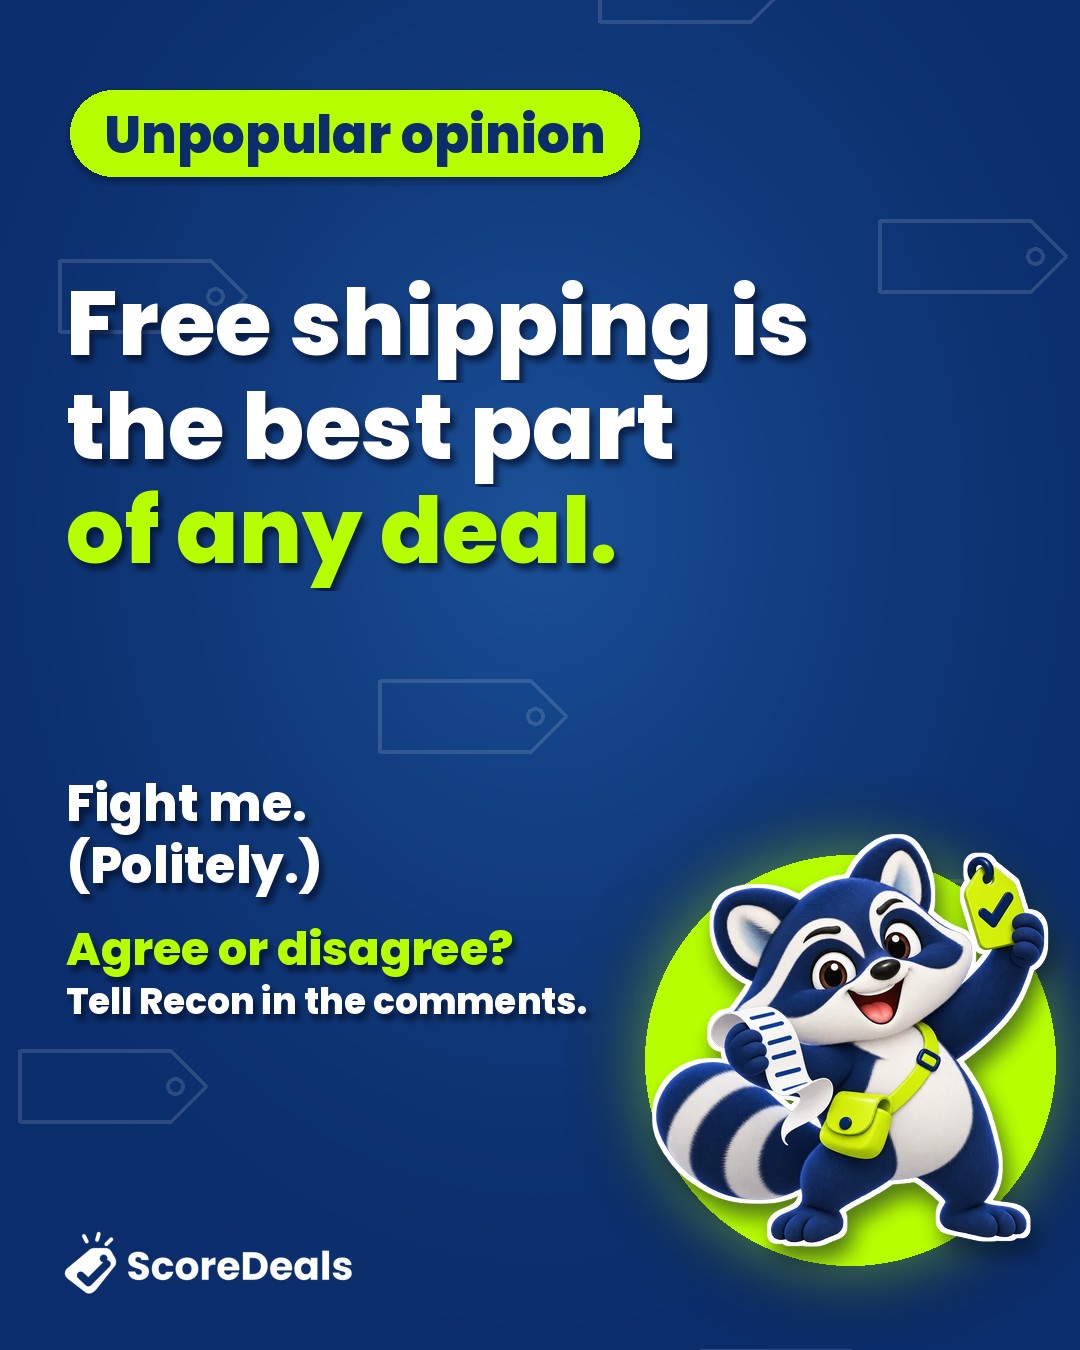 Unpopular opinion
Free shipping is
the best part
of any deal.
Fight me.
(Politely.)
Agree or disagree?
Tell Recon in the comments.
ScoreDeals